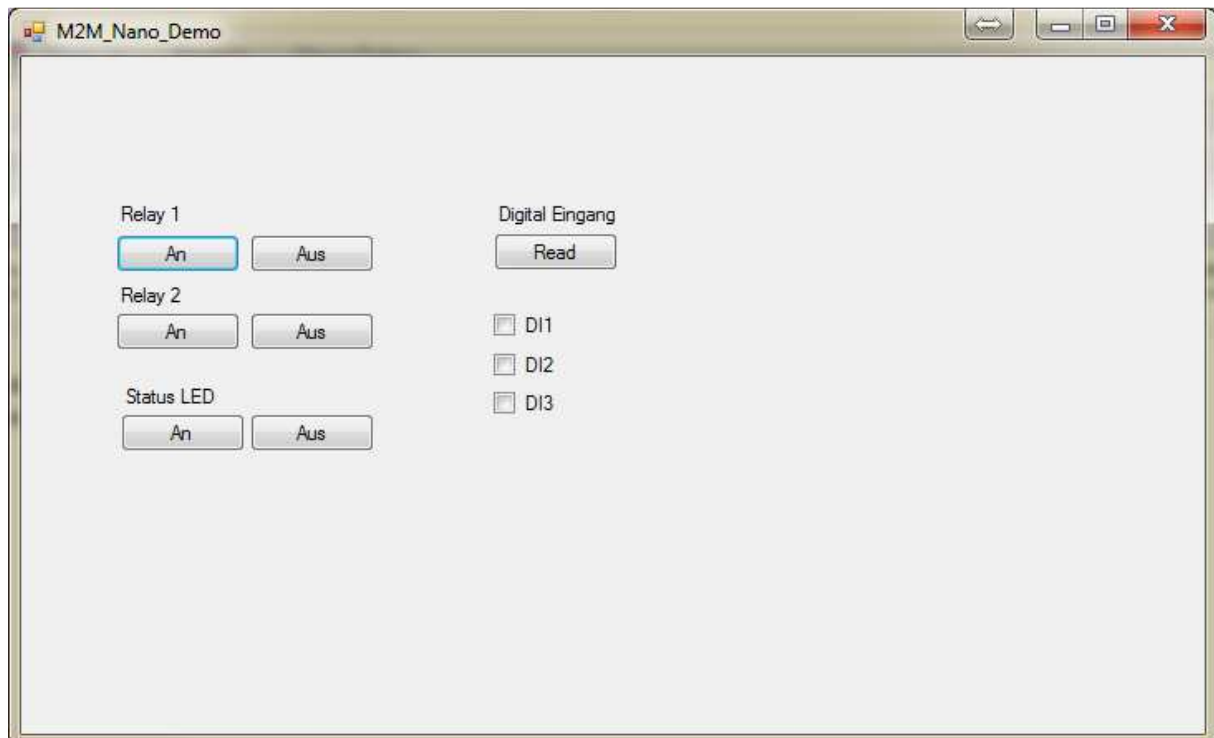 M2M_Nano_Demo
Relay 1
An Aus
Relay 2
An Aus
Status LED
An Aus
Digital Eingang
Read
DI1
DI2
DI3